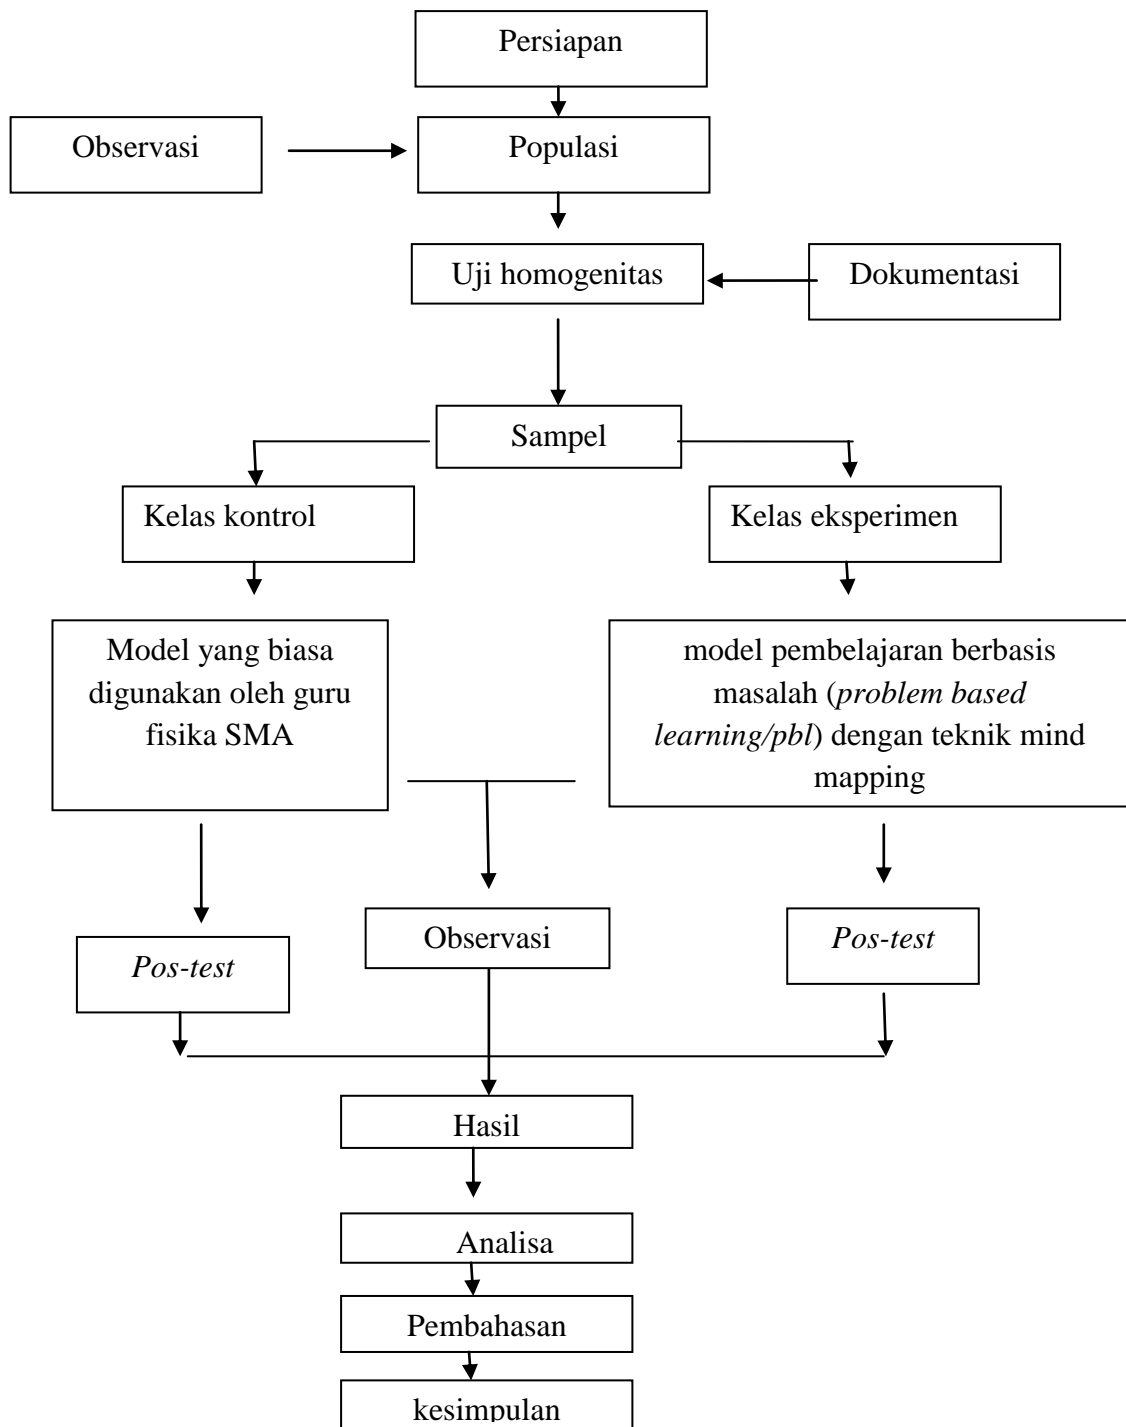 Persiapan
Observasi
Populasi
Uji homogenitas
Dokumentasi
Sampel
Kelas kontrol
Kelas eksperimen
Model yang biasa
digunakan oleh guru
fisika SMA
model pembelajaran berbasis
masalah (problem based
learning/pbl) dengan teknik mind
mapping
Pos-test
Observasi
Pos-test
Hasil
Analisa
Pembahasan
kesimpulan